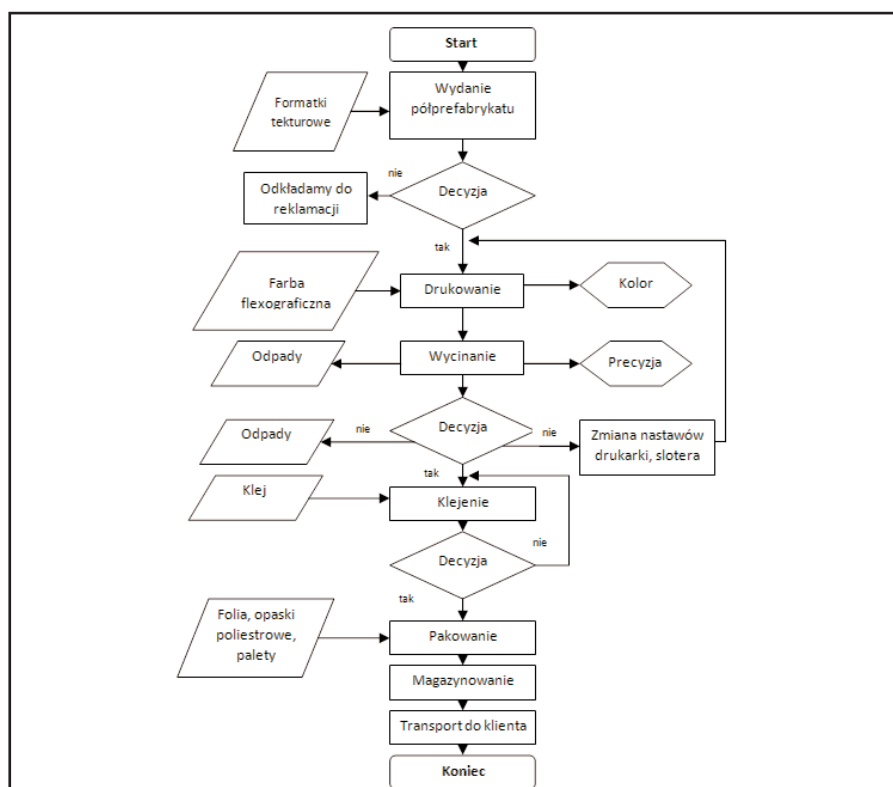 Start
Wydanie
półprefabrykatu
Formatki
tekturowe
nie
Decyzja
Odkładamy do
reklamacji
tak
Farba
flexograficzna
Drukowanie
Kolor
Odpady
Wycinanie
Precyzja
Odpady
nie
Decyzja
nie
Zmiana nastawów
drukarki, slotera
tak
Klej
Klejenie
nie
Decyzja
tak
Folia, opaski
poliestrowe,
palety
Pakowanie
Magazynowanie
Transport do klienta
Koniec